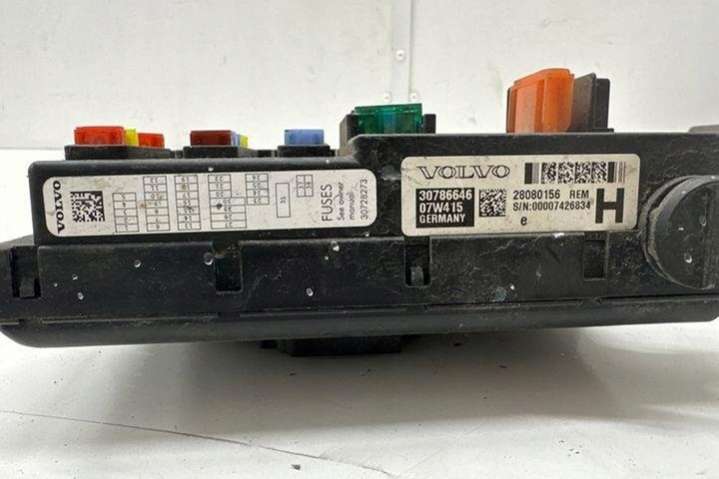 VOLVO
FUSES
See owner
manual
30728273
VOLVO
30786646
07W415
GERMANY
28080156 REM
S/N:00007426834
H
e